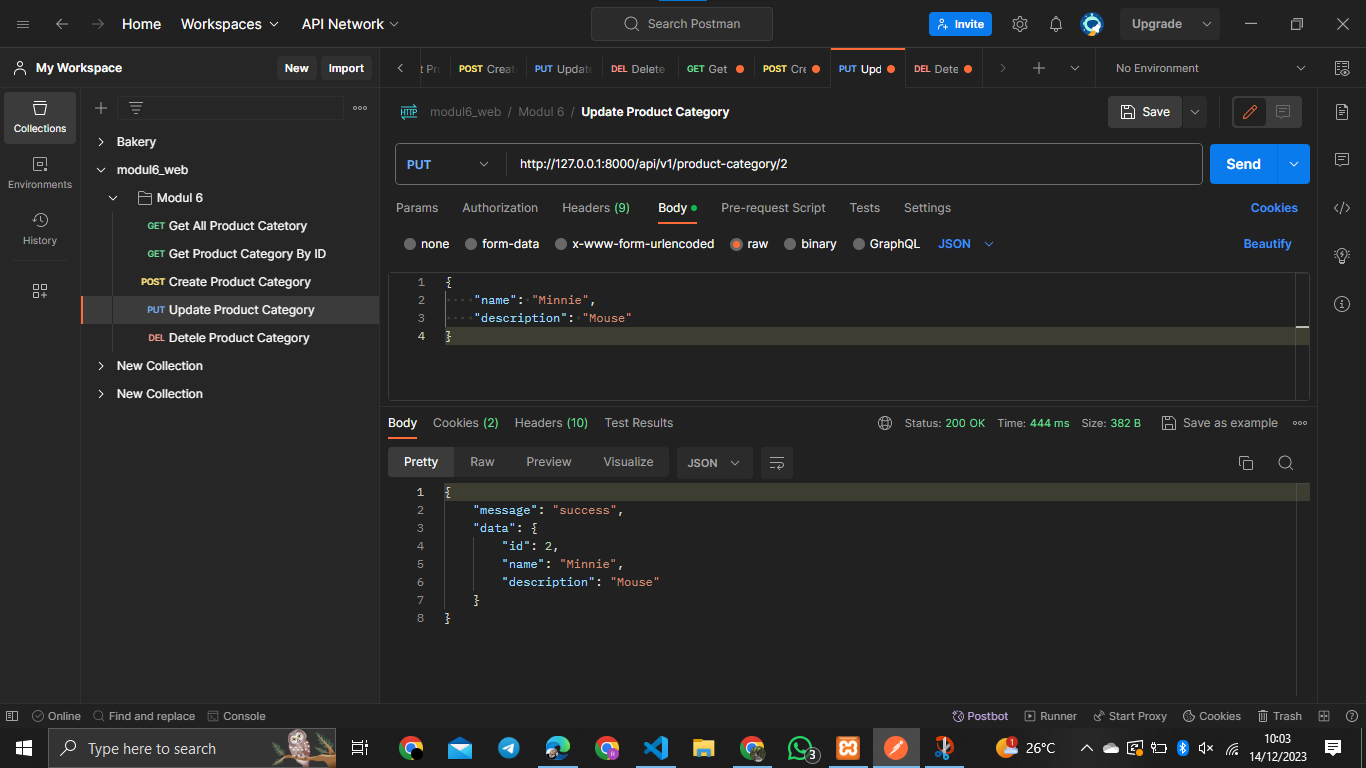 Home Workspaces API Network Search Postman Invite Upgrade
My Workspace New Import POST Creat PUT Update DEL Delete GET Get POST Cre PUT Upd DEL Dete No Environment
Collections
Environments
History
Bakery
modul6_web
Modul 6
GET Get All Product Catetory
GET Get Product Category By ID
POST Create Product Category
PUT Update Product Category
DEL Detele Product Category
New Collection
New Collection
HTTP modul6_web / Modul 6 / Update Product Category Save
PUT http://127.0.0.1:8000/api/v1/product-category/2 Send
Params Authorization Headers (9) Body Pre-request Script Tests Settings Cookies
none form-data x-www-form-urlencoded raw binary GraphQL JSON Beautify
1 {
2 "name": "Minnie",
3 "description": "Mouse"
4 }
Body Cookies (2) Headers (10) Test Results Status: 200 OK Time: 444 ms Size: 382 B Save as example
Pretty Raw Preview Visualize JSON
1 {
2 "message": "success",
3 "data": {
4 "id": 2,
5 "name": "Minnie",
6 "description": "Mouse"
7 }
8 }
Online Find and replace Console Postbot Runner Start Proxy Cookies Trash
Type here to search 3 1 26°C 10:03
14/12/2023